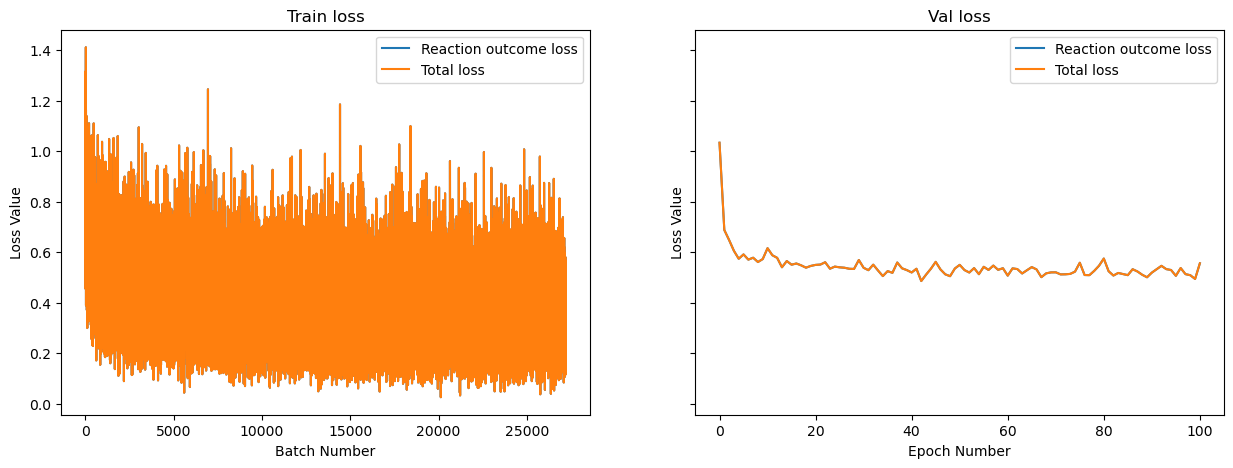 Train loss
Loss Value
1.4
1.2
1.0
0.8
0.6
0.4
0.2
0.0
Reaction outcome loss
Total loss
0 5000 10000 15000 20000 25000
Batch Number
Val loss
Loss Value
Reaction outcome loss
Total loss
0 20 40 60 80 100
Epoch Number